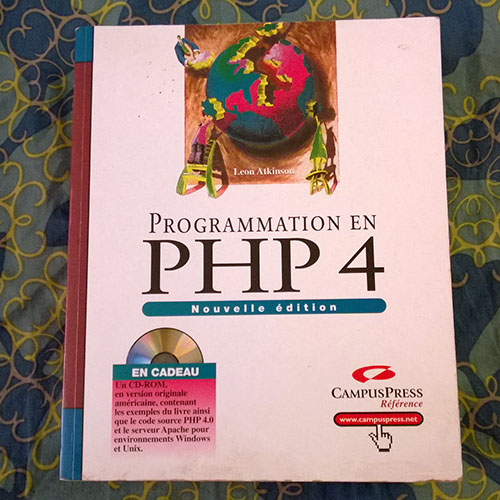 Leon Atkinson
PROGRAMMATION EN
PHP 4
Nouvelle édition
EN CADEAU
Un CD-ROM,
en version originale
américaine, contenant
les exemples du livre ainsi
que le code source PHP 4.0
et le serveur Apache pour
environnements Windows
et Unix.
CAMPUSPRESS
Référence
www.campuspress.net